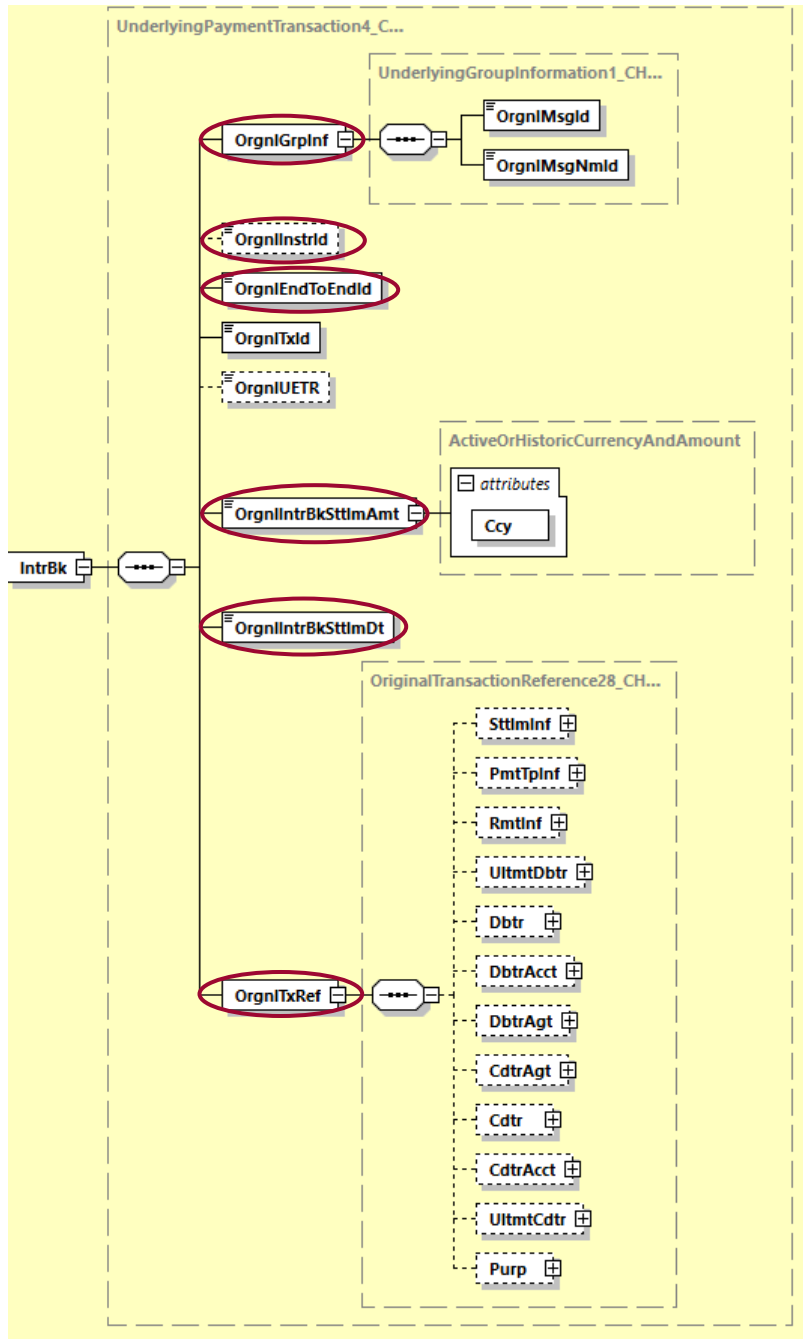 UnderlyingPaymentTransaction4_C...
UnderlyingGroupInformation1_CH...
OrgnlGrpInf
OrgnlMsgId
OrgnlMsgNmId
OrgnlInstrId
OrgnlEndToEndId
OrgnlTxId
OrgnlUETR
ActiveOrHistoricCurrencyAndAmount
attributes
OrgnlIntrBkSttlmAmt
Ccy
IntrBk
OrgnlIntrBkSttlmDt
OriginalTransactionReference28_CH...
SttlmInf
PmtTpInf
RmtInf
UltmtDbtr
Dbtr
DbtrAcct
OrgnlTxRef
DbtrAgt
CdtrAgt
Cdtr
CdtrAcct
UltmtCdtr
Purp